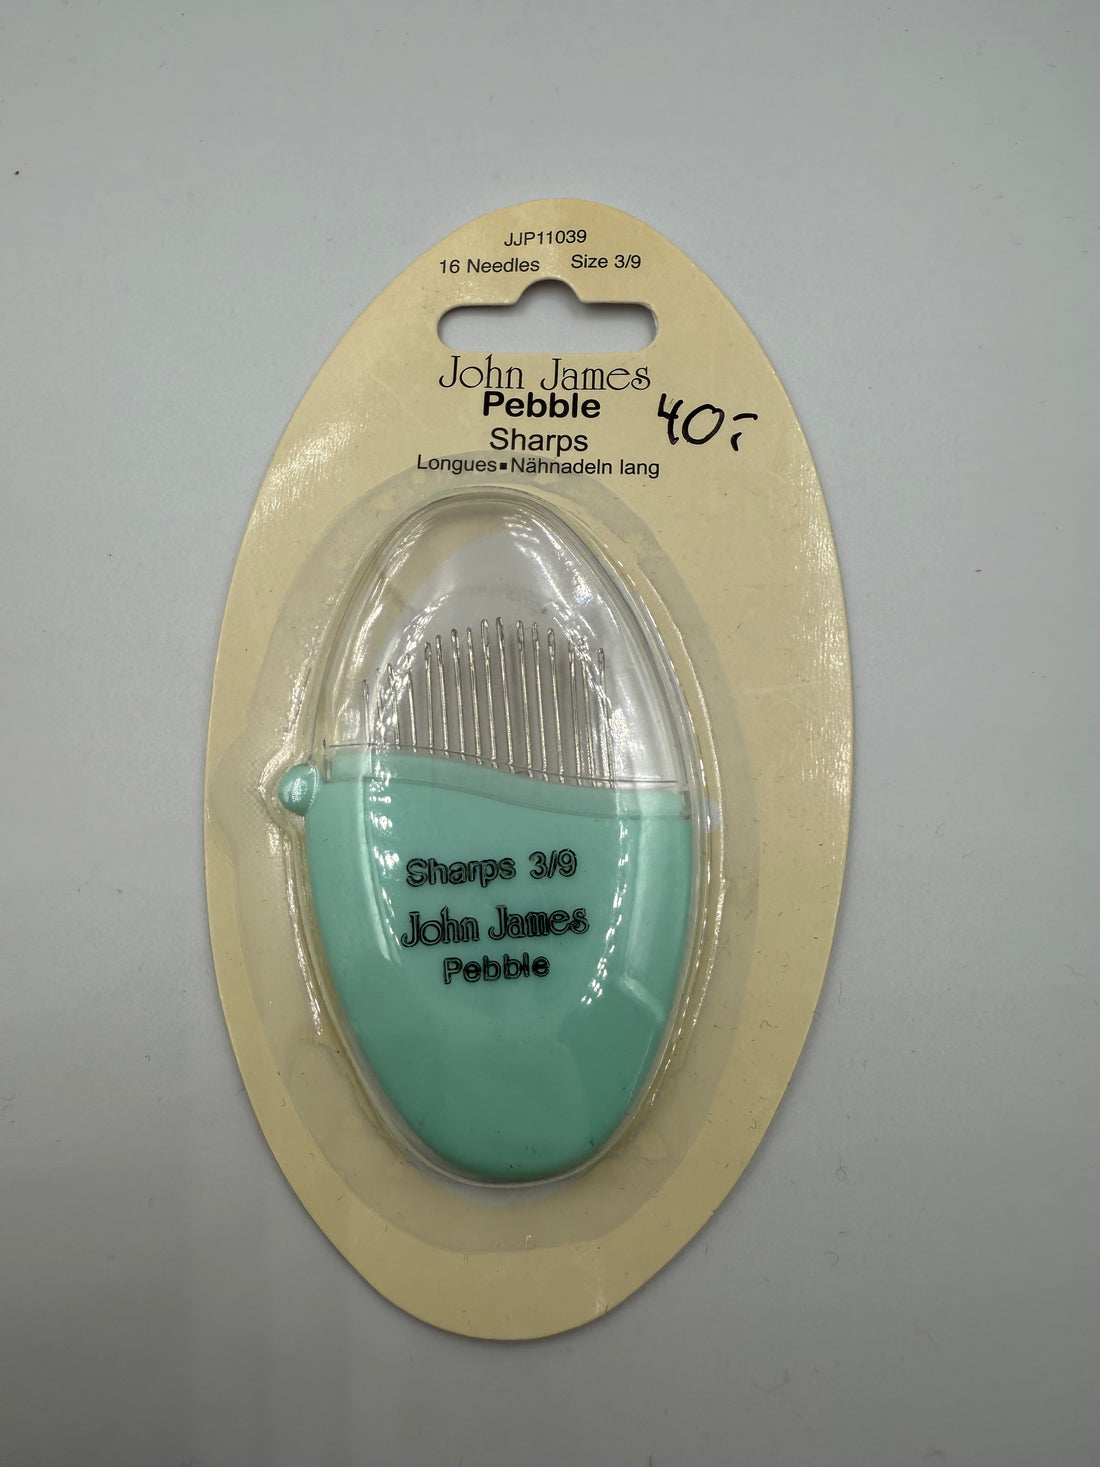 JJP11039
16 Needles Size 3/9
John James
Pebble
40,-
Sharps
Longues▪Nähnadeln lang
Sharps 3/9
John James
Pebble